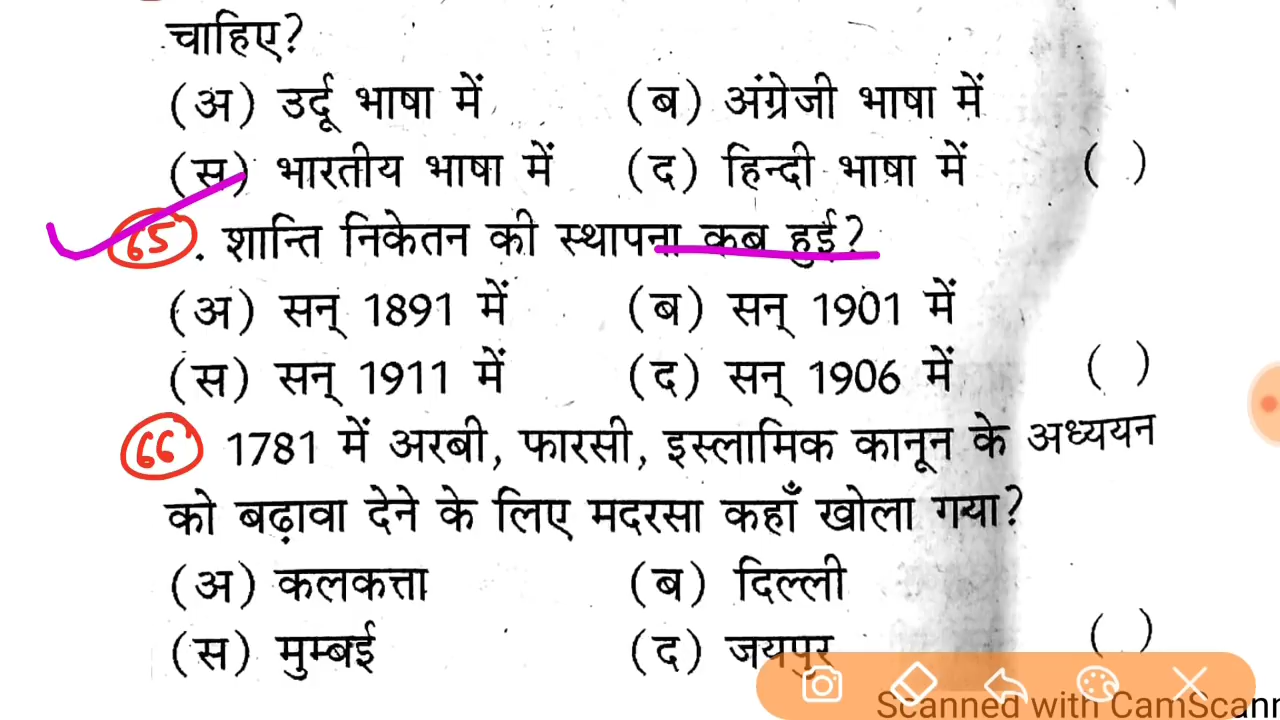 चाहिए?
(अ) उर्दू भाषा में (ब) अंग्रेजी भाषा में
(स) भारतीय भाषा में (द) हिन्दी भाषा में ( )
65. शान्ति निकेतन की स्थापना कब हुई?
(अ) सन् 1891 में (ब) सन् 1901 में
(स) सन् 1911 में (द) सन् 1906 में ( )
66 1781 में अरबी, फारसी, इस्लामिक कानून के अध्ययन
को बढ़ावा देने के लिए मदरसा कहाँ खोला गया?
(अ) कलकत्ता (ब) दिल्ली
(स) मुम्बई (द) जयपुर ( )
Scanned with CamScann